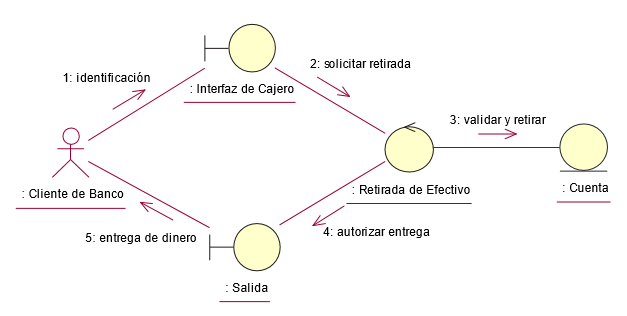 1: identificación
: Interfaz de Cajero
2: solicitar retirada
3: validar y retirar
: Cliente de Banco
: Retirada de Efectivo
: Cuenta
5: entrega de dinero
4: autorizar entrega
: Salida